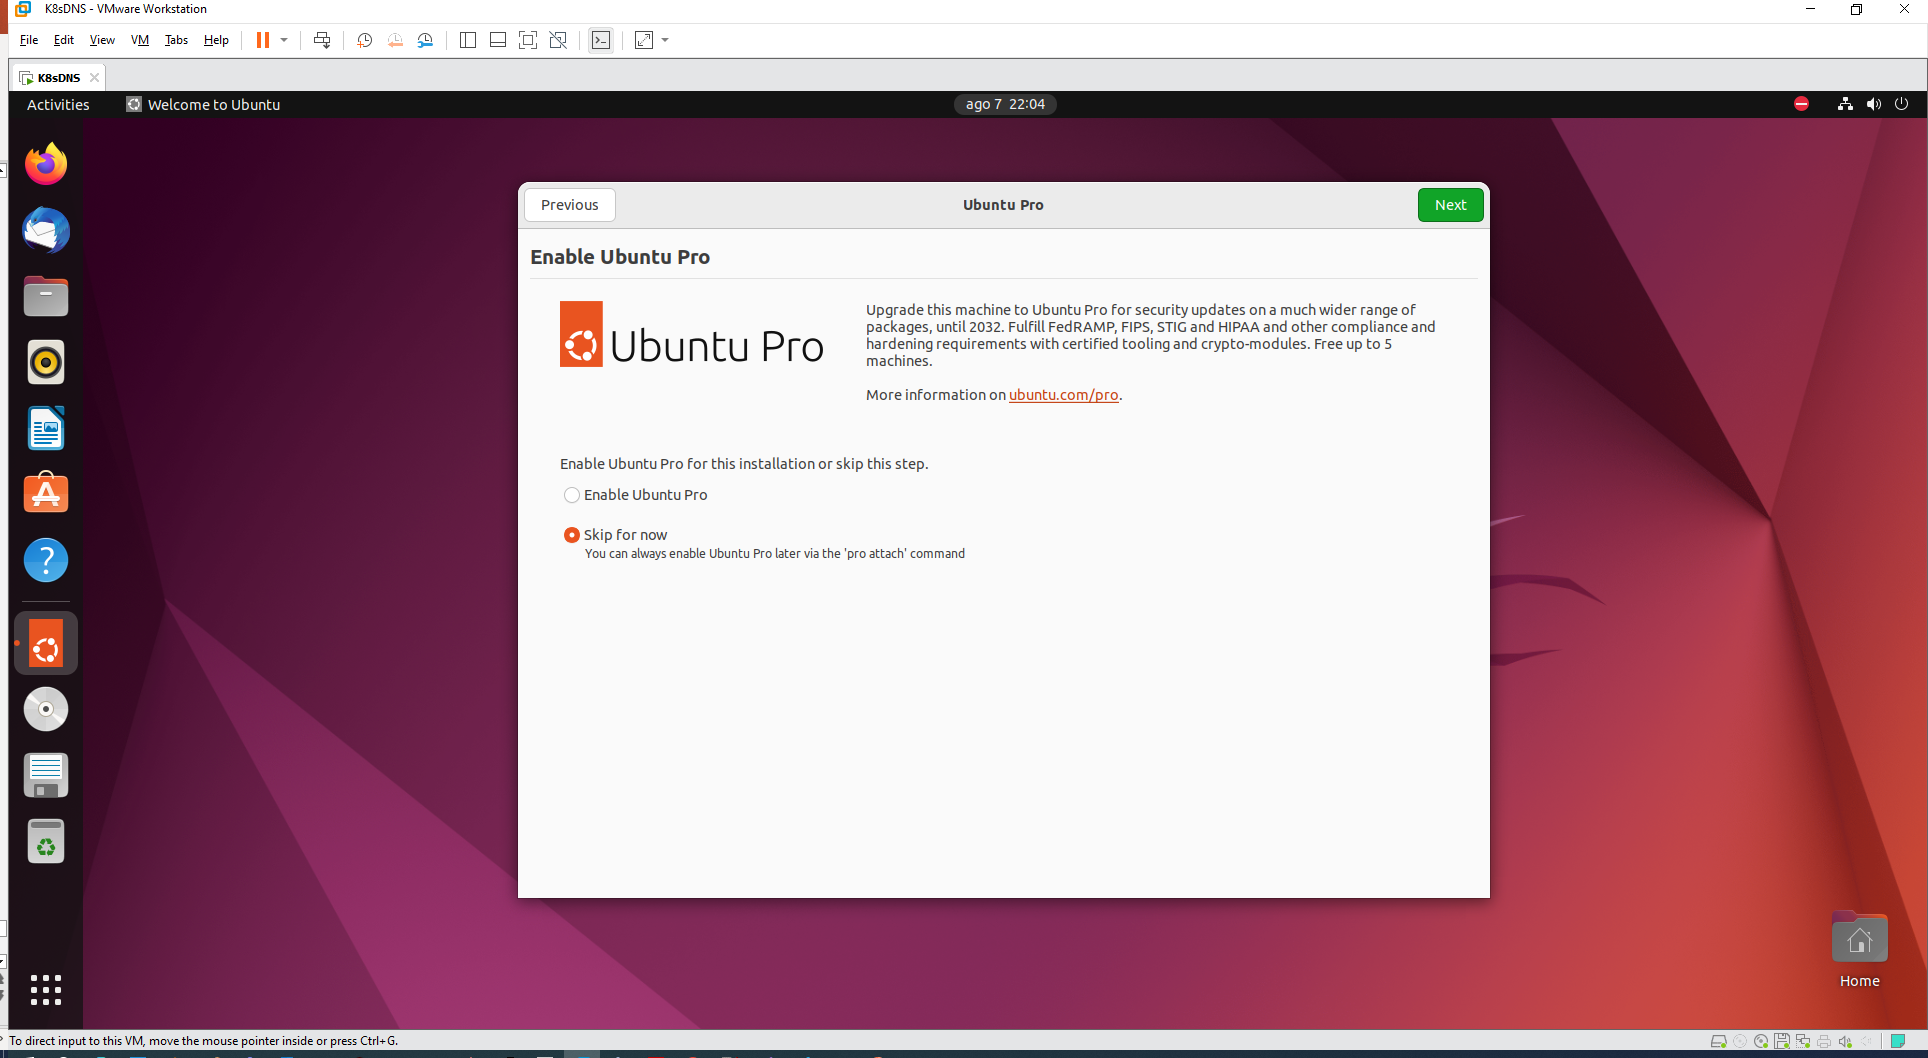 K8sDNS - VMware Workstation
File Edit View VM Tabs Help
K8sDNS
Activities Welcome to Ubuntu ago 7 22:04
Previous Ubuntu Pro Next
Enable Ubuntu Pro
Ubuntu Pro
Upgrade this machine to Ubuntu Pro for security updates on a much wider range of
packages, until 2032. Fulfill FedRAMP, FIPS, STIG and HIPAA and other compliance and
hardening requirements with certified tooling and crypto-modules. Free up to 5
machines.
More information on ubuntu.com/pro.
Enable Ubuntu Pro for this installation or skip this step.
Enable Ubuntu Pro
Skip for now
You can always enable Ubuntu Pro later via the 'pro attach' command
Home
To direct input to this VM, move the mouse pointer inside or press Ctrl+G.